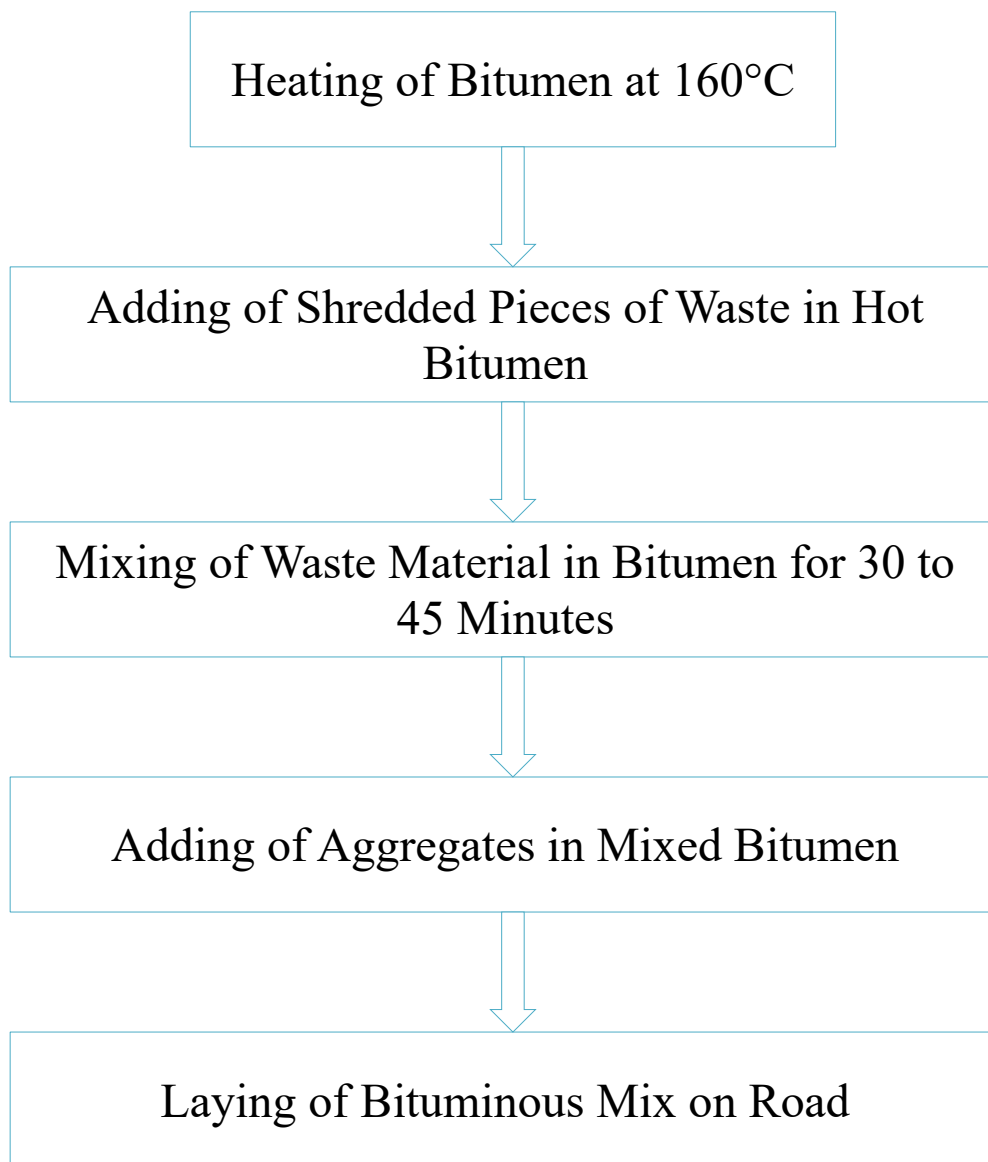 Heating of Bitumen at 160°C
Adding of Shredded Pieces of Waste in Hot
Bitumen
Mixing of Waste Material in Bitumen for 30 to
45 Minutes
Adding of Aggregates in Mixed Bitumen
Laying of Bituminous Mix on Road